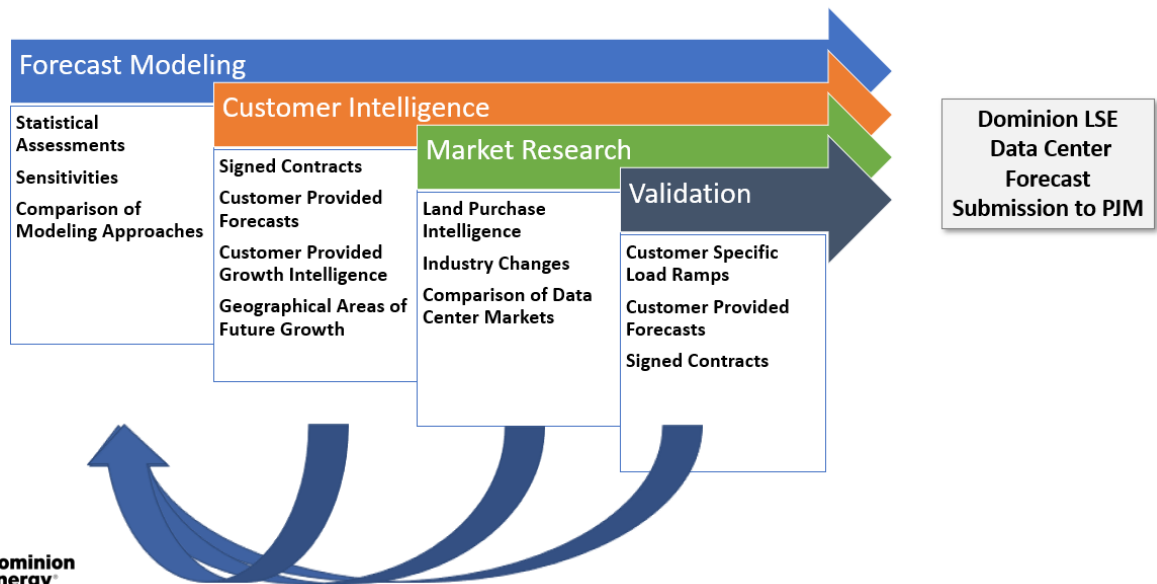 Forecast Modeling
Statistical
Assessments
Sensitivities
Comparison of
Modeling Approaches
Customer Intelligence
Signed Contracts
Customer Provided
Forecasts
Customer Provided
Growth Intelligence
Geographical Areas of
Future Growth
Market Research
Land Purchase
Intelligence
Industry Changes
Comparison of Data
Center Markets
Validation
Customer Specific
Load Ramps
Customer Provided
Forecasts
Signed Contracts
Dominion LSE
Data Center
Forecast
Submission to PJM
ominion
nergy®